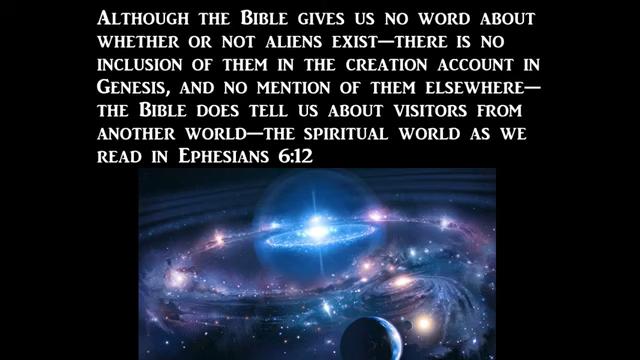 Although the Bible gives us no word about
whether or not aliens exist—there is no
inclusion of them in the creation account in
Genesis, and no mention of them elsewhere—
the Bible does tell us about visitors from
another world—the spiritual world as we
read in Ephesians 6:12